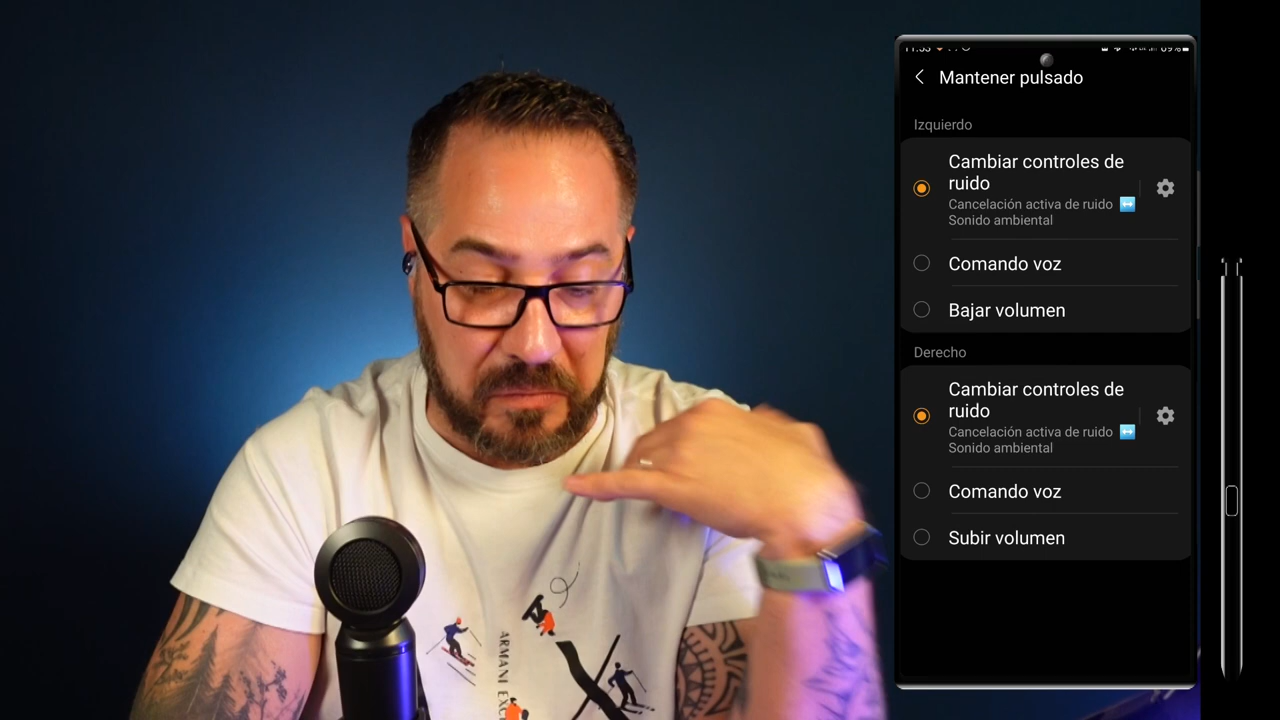 Mantener pulsado
Izquierdo
Cambiar controles de
ruido
Cancelación activa de ruido ↔
Sonido ambiental
Comando voz
Bajar volumen
Derecho
Cambiar controles de
ruido
Cancelación activa de ruido ↔
Sonido ambiental
Comando voz
Subir volumen
ARMANI